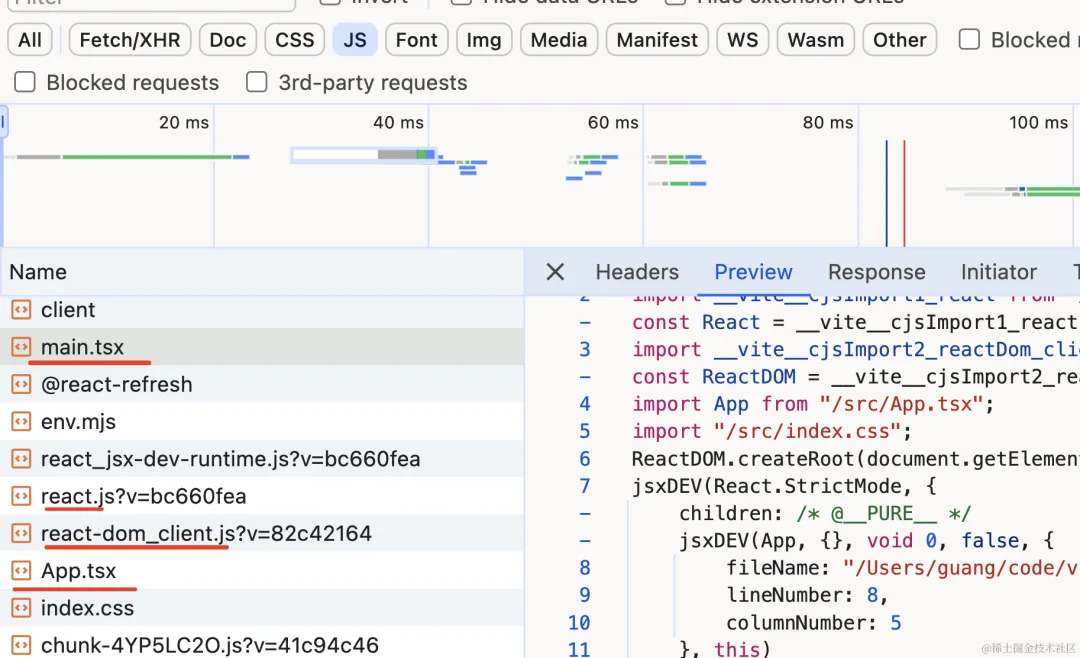 Filter
Invert
Hide data URLs
Hide extension URLs
All Fetch/XHR Doc CSS JS Font Img Media Manifest WS Wasm Other Blocked
Blocked requests 3rd-party requests
20 ms 40 ms 60 ms 80 ms 100 ms
Name
client
main.tsx
@react-refresh
env.mjs
react_jsx-dev-runtime.js?v=bc660fea
react.js?v=bc660fea
react-dom_client.js?v=82c42164
App.tsx
index.css
chunk-4YP5LC2O.js?v=41c94c46
Headers Preview Response Initiator
2 import __vite__cjsImport1_react from "
- const React = __vite__cjsImport1_react
3 import __vite__cjsImport2_reactDom_cli
- const ReactDOM = __vite__cjsImport2_re
4 import App from "/src/App.tsx";
5 import "/src/index.css";
6 ReactDOM.createRoot(document.getElemen
7 jsxDEV(React.StrictMode, {
- children: /* @__PURE__ */
- jsxDEV(App, {}, void 0, false, {
8 fileName: "/Users/guang/code/v
9 lineNumber: 8,
10 columnNumber: 5
11 }, this)
@稀土掘金技术社区